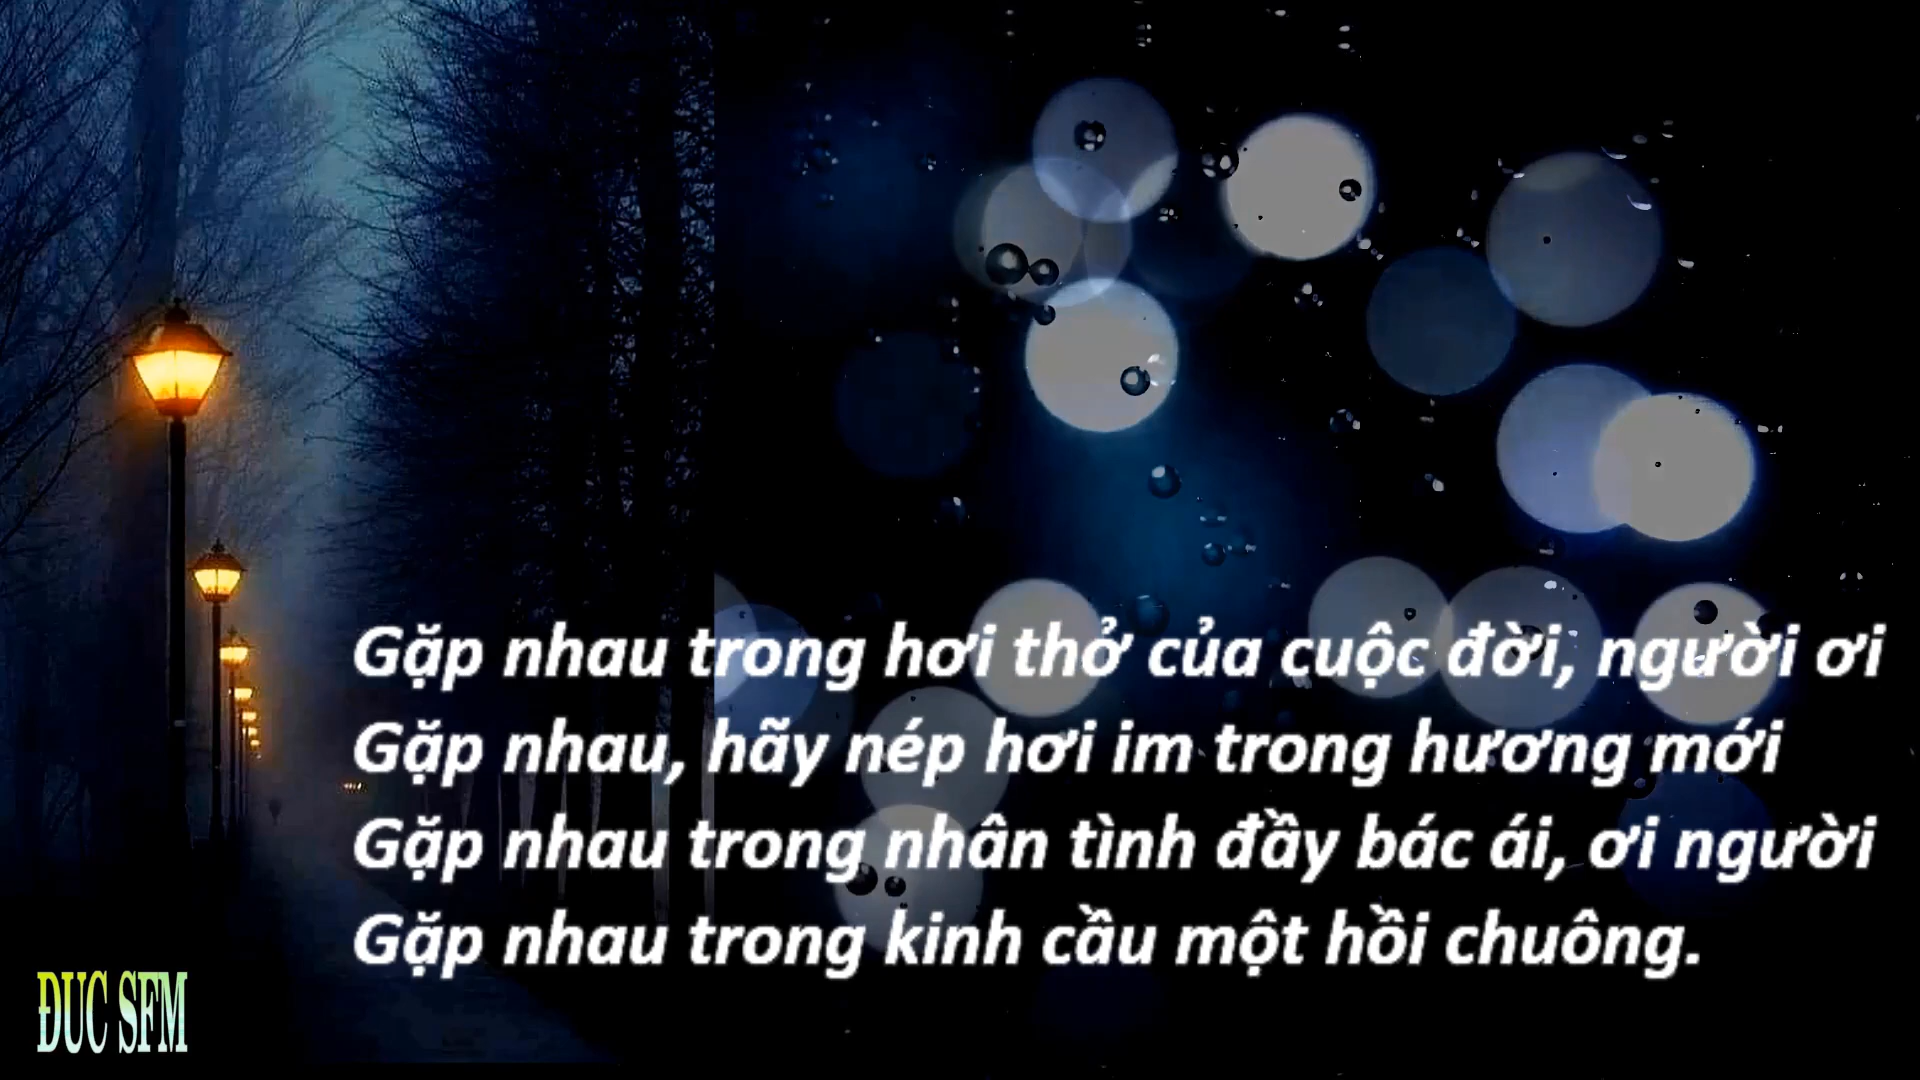 Gặp nhau trong hơi thở của cuộc đời, người ơi
Gặp nhau, hãy nép hơi im trong hương mới
Gặp nhau trong nhân tình đầy bác ái, ơi người
Gặp nhau trong kinh cầu một hồi chuông.
ĐUC SFM